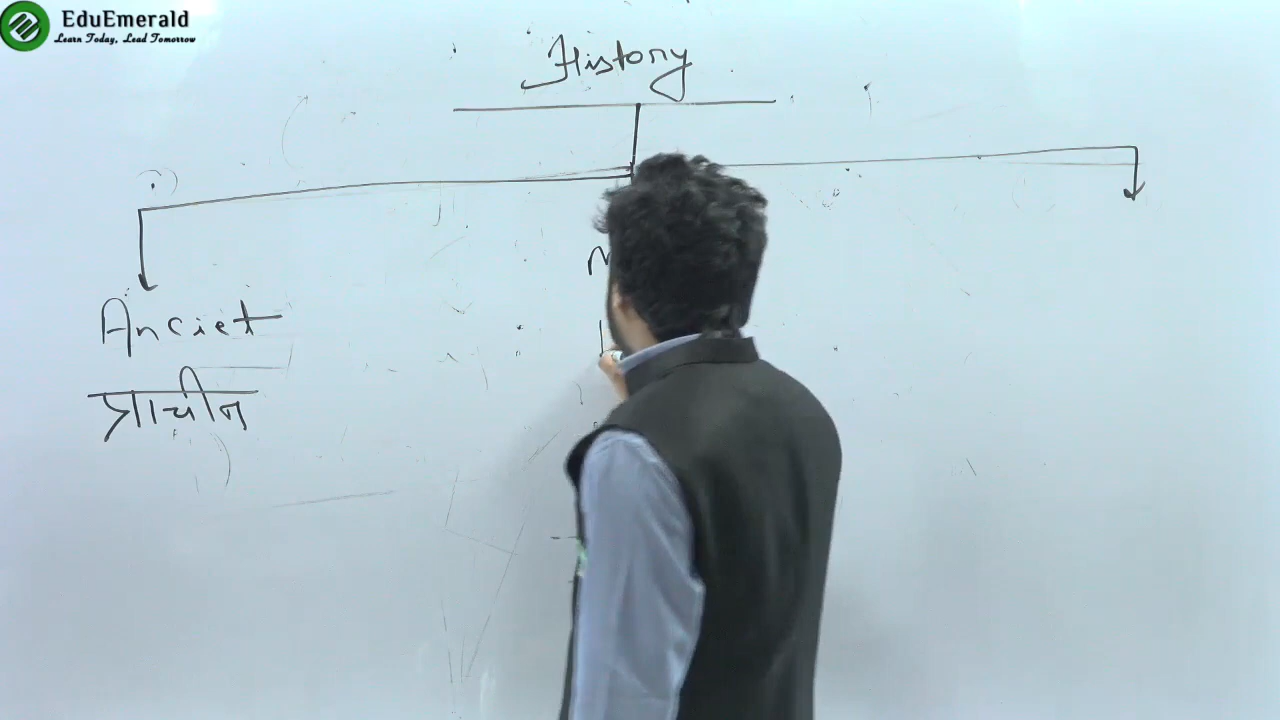 EduEmerald
Learn Today, Lead Tomorrow
History
Anciet
प्राचीन